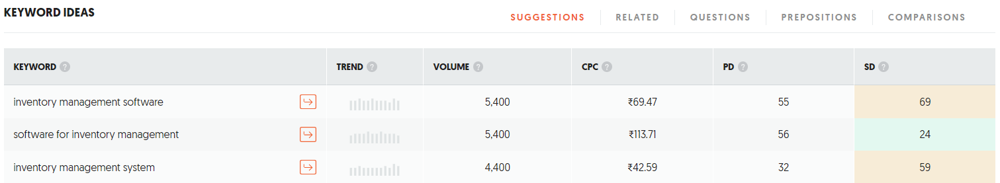 KEYWORD IDEAS
SUGGESTIONS RELATED QUESTIONS PREPOSITIONS COMPARISONS
KEYWORD ? TREND ? VOLUME ? CPC ? PD ? SD ?
inventory management software 5,400 ₹69.47 55 69
software for inventory management 5,400 ₹113.71 56 24
inventory management system 4,400 ₹42.59 32 59